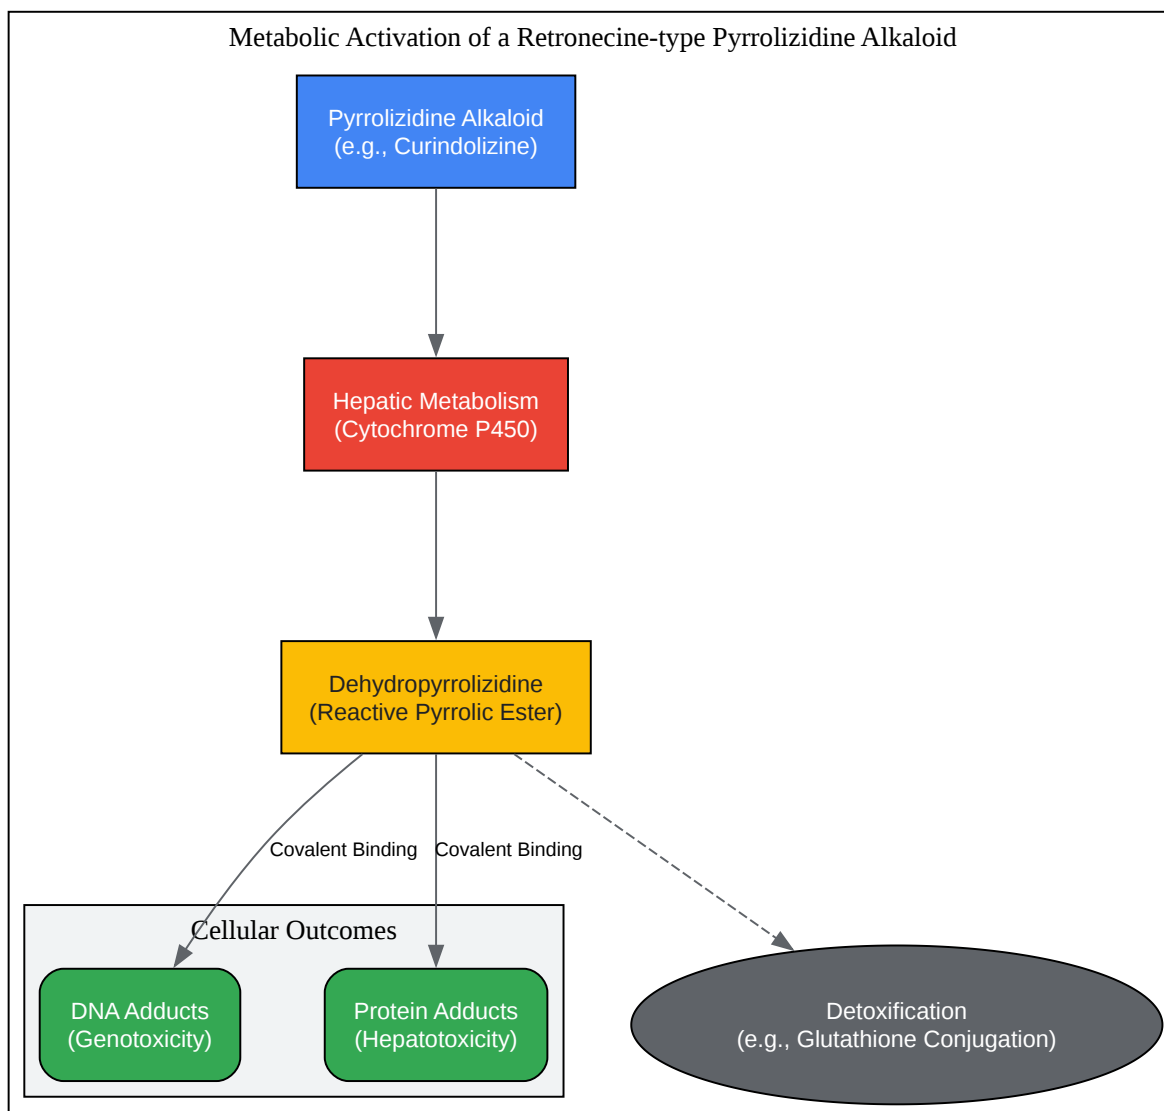 Metabolic Activation of a Retronecine-type Pyrrolizidine Alkaloid
Pyrrolizidine Alkaloid
(e.g., Curindolizine)
Hepatic Metabolism
(Cytochrome P450)
Dehydropyrrolizidine
(Reactive Pyrrolic Ester)
Covalent Binding
Covalent Binding
Cellular Outcomes
DNA Adducts
(Genotoxicity)
Protein Adducts
(Hepatotoxicity)
Detoxification
(e.g., Glutathione Conjugation)